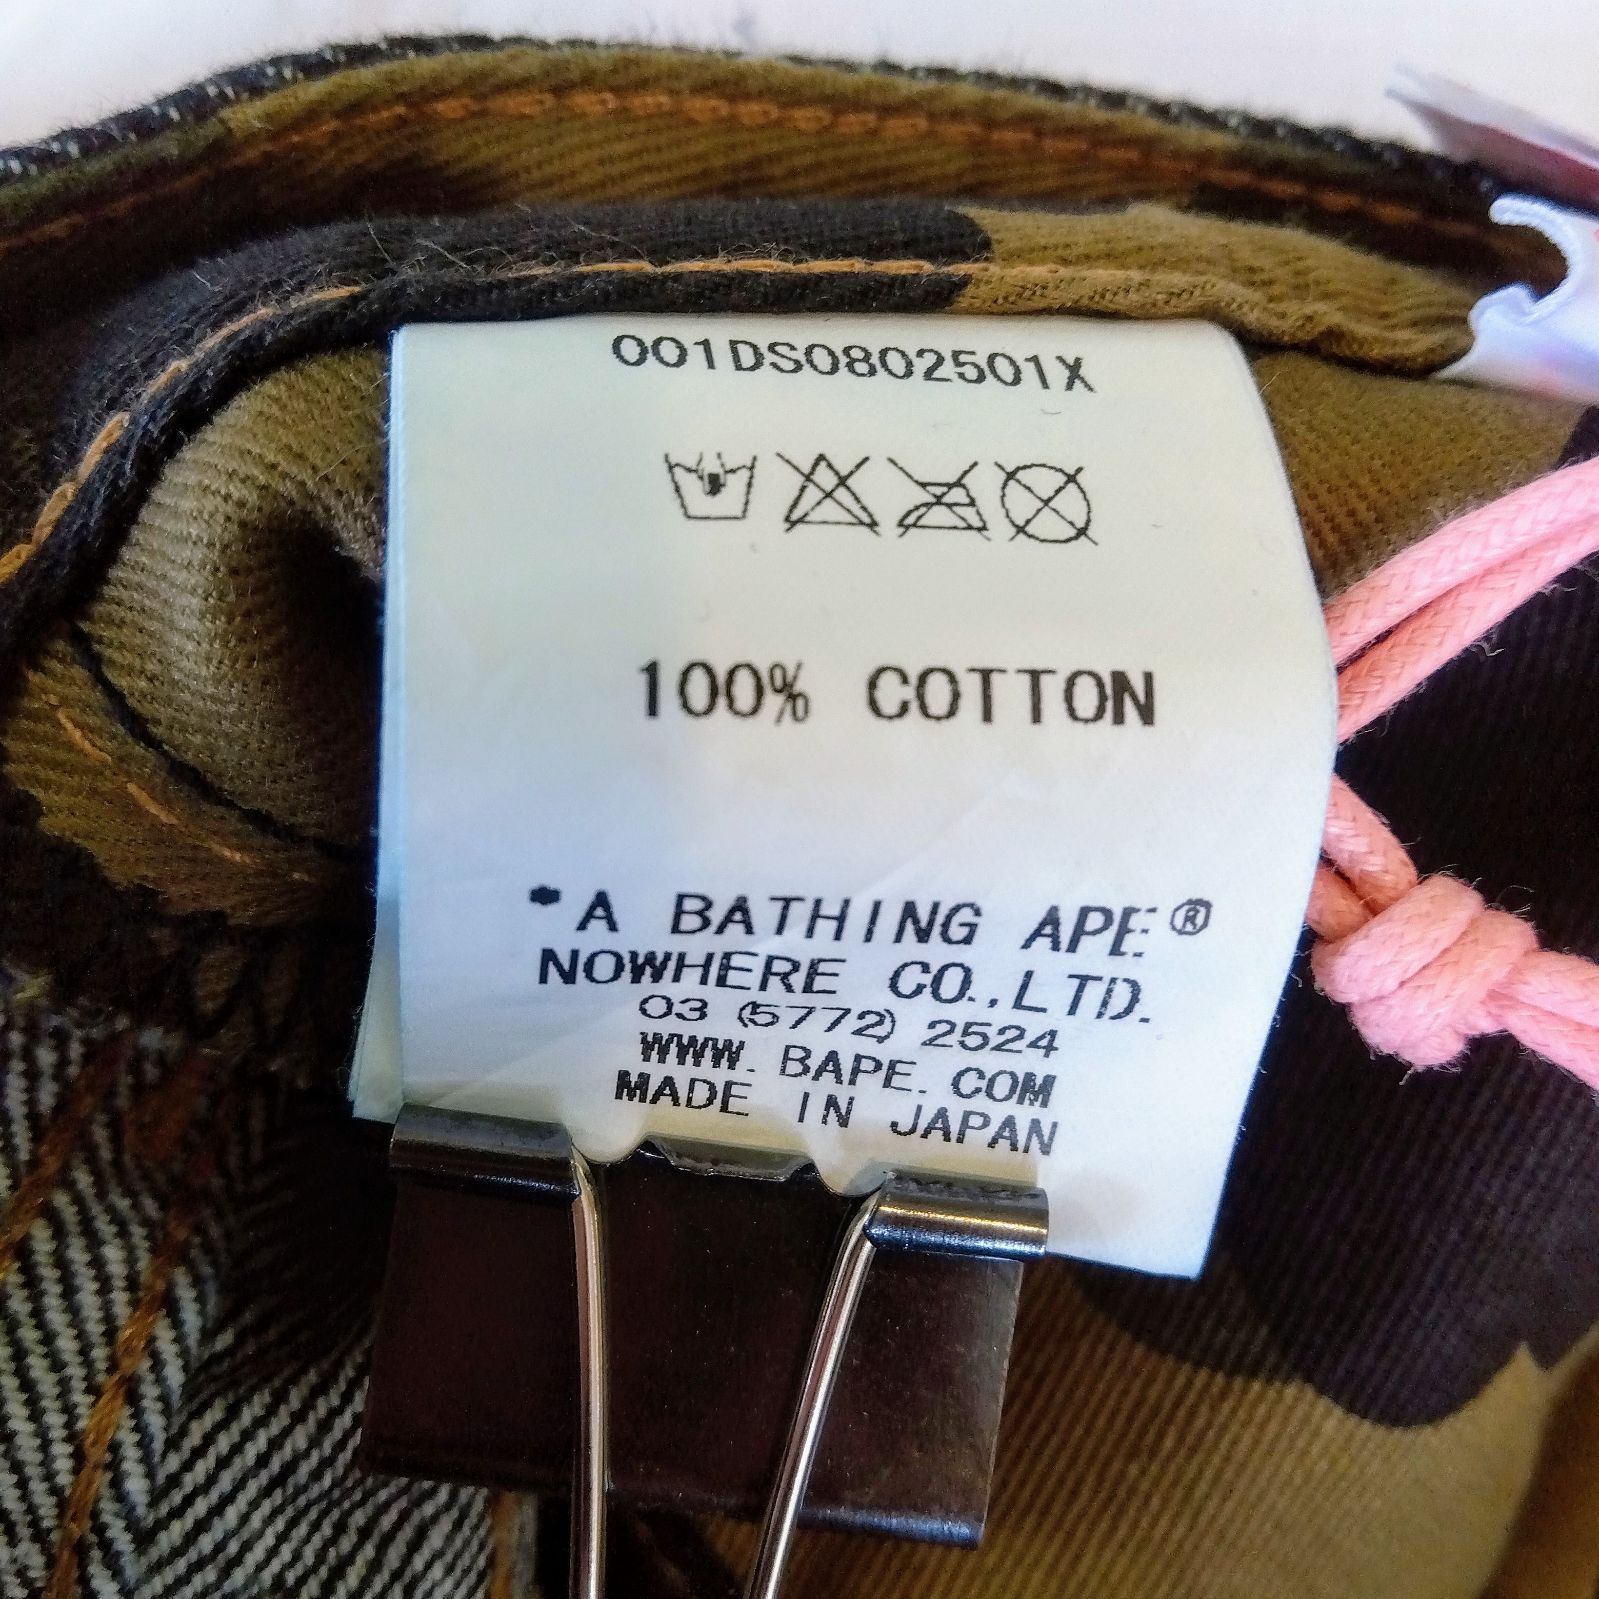 001DS0802501X
100% COTTON
"A BATHING APE®
NOWHERE CO.,LTD.
03 (5772) 2524
WWW. BAPE. COM
MADE IN JAPAN